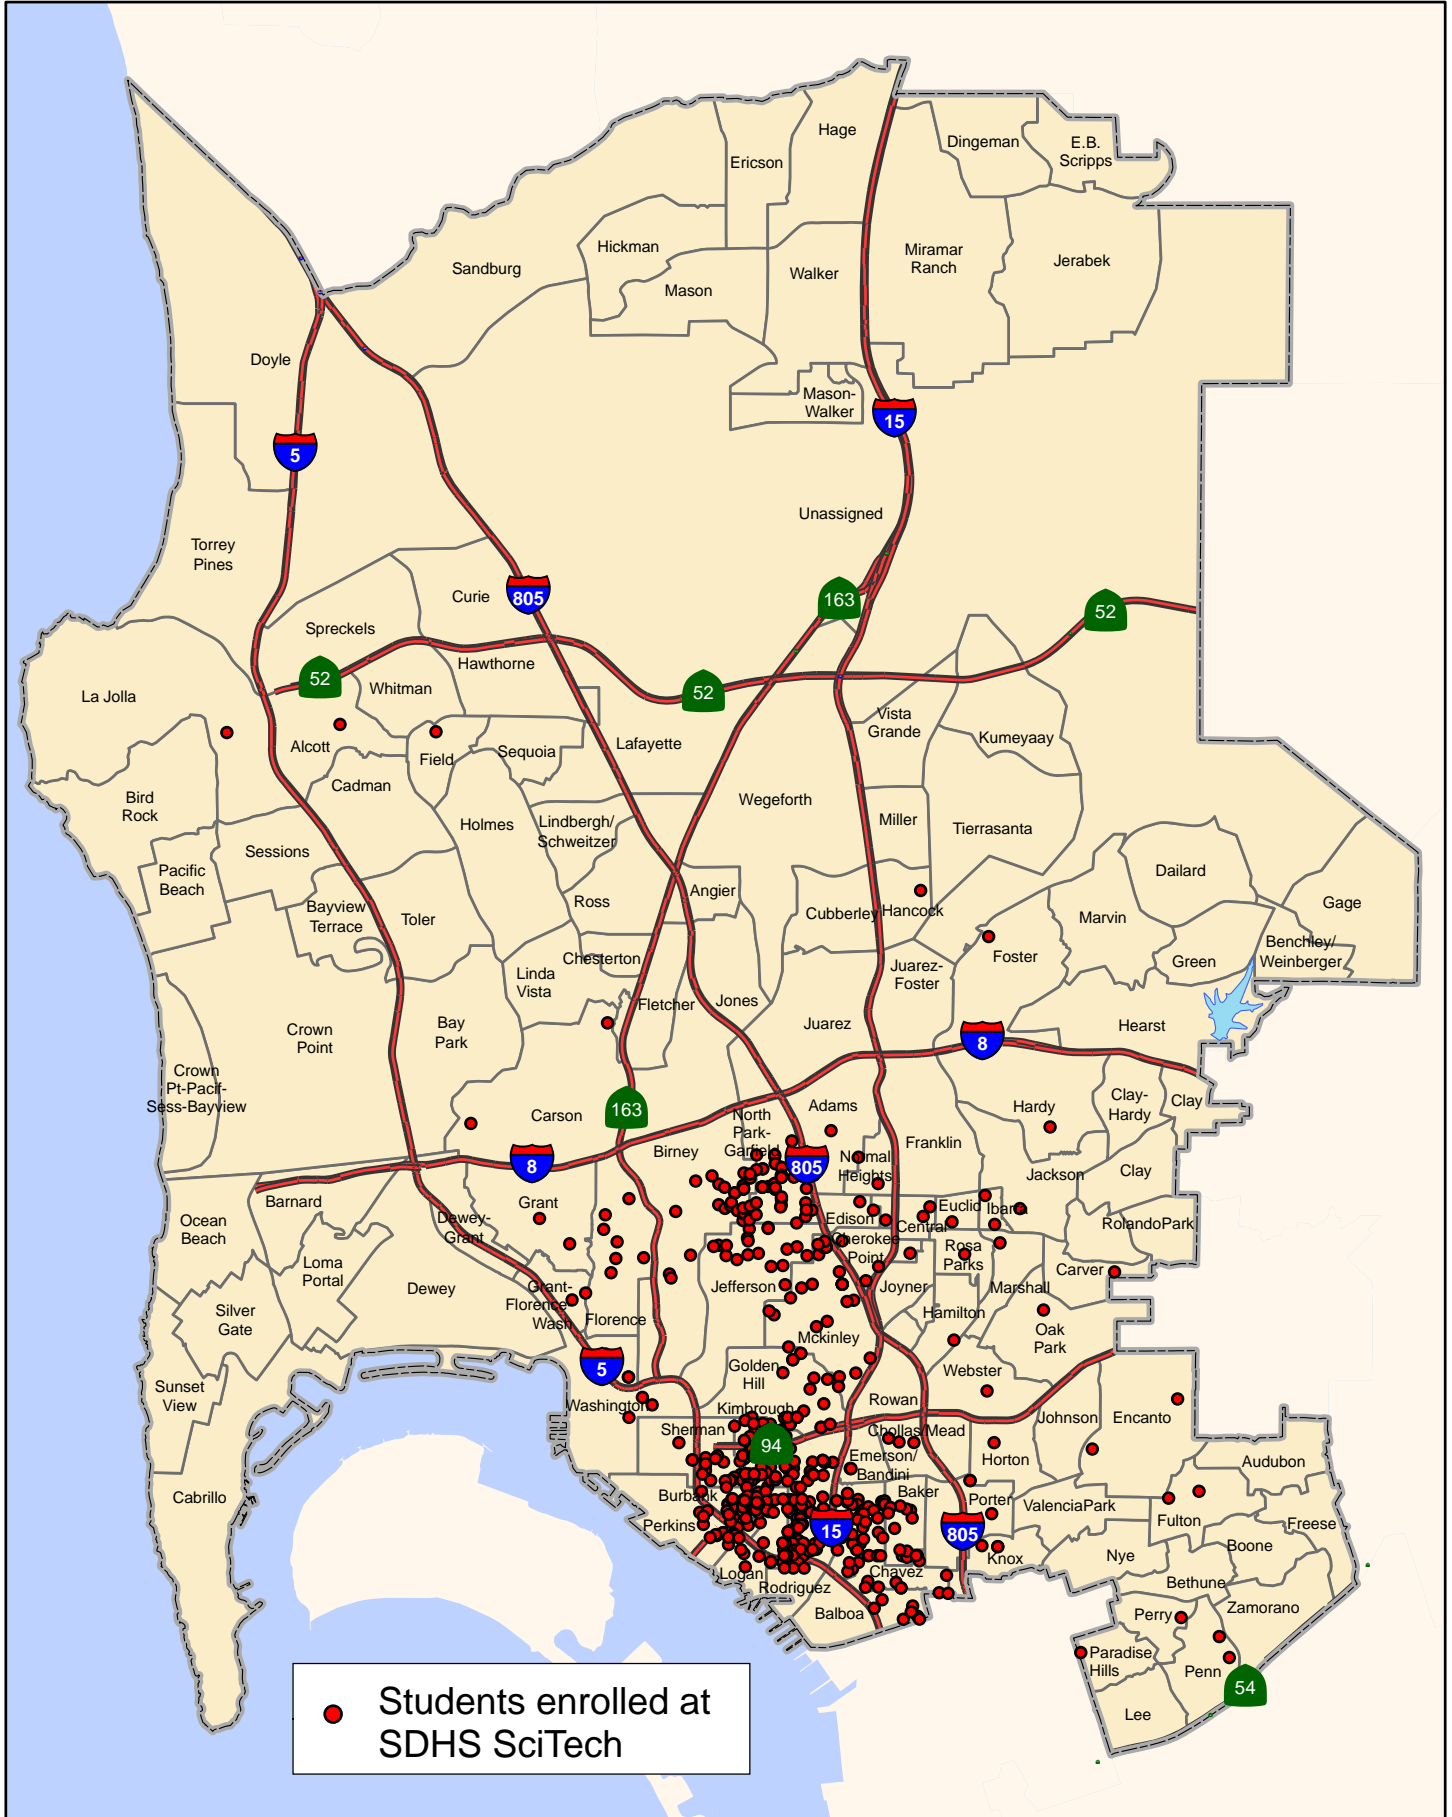 Hage
Dingeman
E.B.
Scripps
Ericson
Hickman
Sandburg
Mason
Walker
Miramar
Ranch
Jerabek
Doyle
Mason-
Walker
15
5
Unassigned
Torrey
Pines
Curie
805
163
52
Spreckels
Hawthorne
52
Whitman
52
La Jolla
Vista
Grande
Kumeyaay
Alcott
Field
Sequoia
Lafayette
Cadman
Bird
Rock
Wegeforth
Holmes
Lindbergh/
Schweitzer
Miller
Tierrasanta
Sessions
Pacific
Beach
Dailard
Angier
Ross
Gage
Bayview
Terrace
Toler
Cubberley
Hancock
Marvin
Chesterton
Foster
Green
Benchley/
Weinberger
Linda
Vista
Juarez-
Foster
Fletcher
Jones
Crown
Point
Bay
Park
Juarez
Hearst
8
Crown
Pt-Pacif-
Sess-Bayview
Carson
163
North
Park-
Garfield
Adams
Hardy
Clay-
Hardy
Clay
Birney
Franklin
8
805
Normal
Heights
Jackson
Clay
Barnard
Grant
Ocean
Beach
Dewey-
Grant
Edison
Central
Euclid
Ibarra
RolandoPark
Cherokee
Point
Rosa
Parks
Loma
Portal
Dewey
Grant-
Florence-
Wash
Florence
Jefferson
Joyner
Marshall
Carver
Silver
Gate
Hamilton
Oak
Park
Mckinley
5
Golden
Hill
Webster
Sunset
View
Washington
Kimbrough
Rowan
Johnson
Encanto
Sherman
94
Chollas/Mead
Horton
Emerson/
Bandini
Audubon
Cabrillo
Burbank
Baker
Porter
ValenciaPark
Perkins
15
805
Fulton
Freese
Knox
Nye
Boone
Logan
Rodriguez
Chavez
Bethune
Balboa
Perry
Zamorano
Paradise
Hills
Penn
54
Lee
Students enrolled at
SDHS SciTech